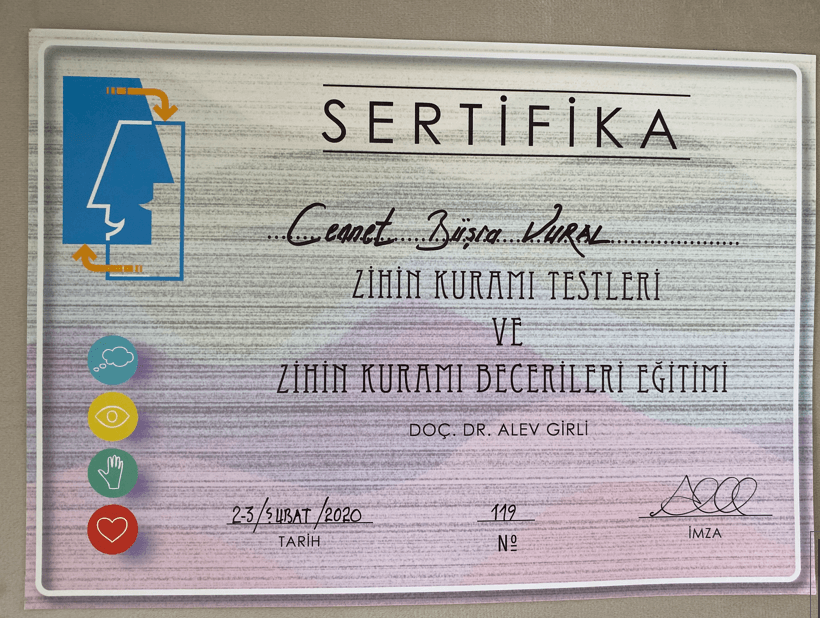 SERTİFİKA
Cennet Büşra VURAL
ZİHİN KURAMI TESTLERİ
VE
ZİHİN KURAMI BECERİLERİ EĞİTİMİ
DOÇ. DR. ALEV GİRLİ
2-3/ŞUBAT/2020 119
TARİH Nº İMZA